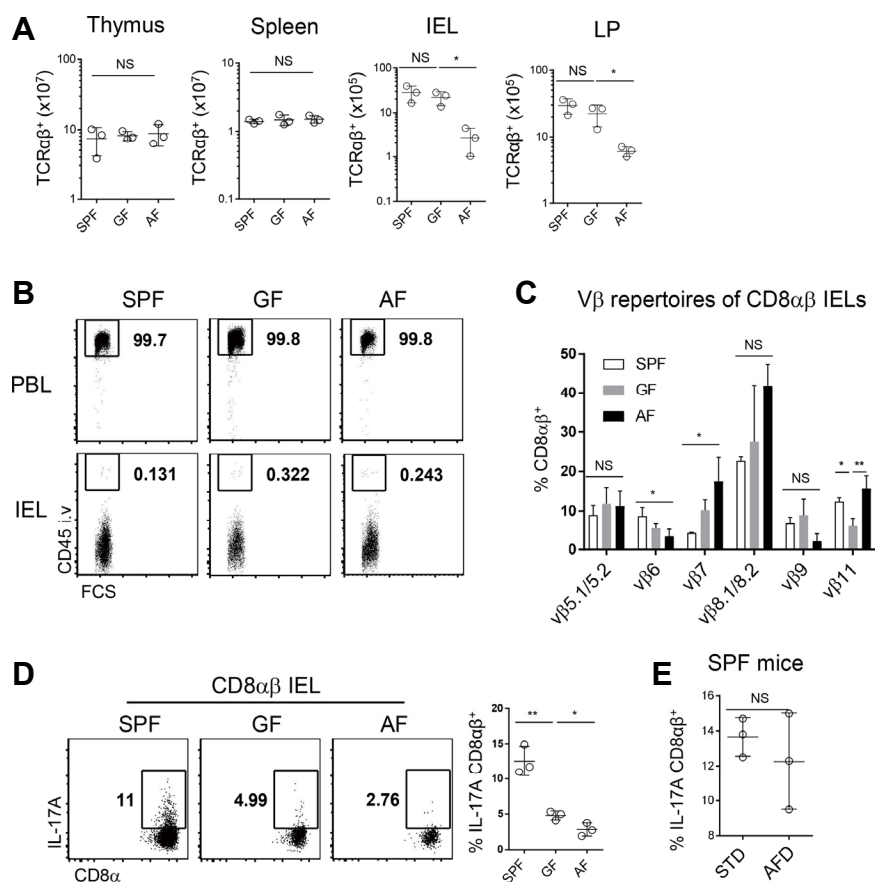 A
Thymus
Spleen
IEL
LP
TCRαβ⁺ (x10⁷)
100
10
1
NS
SPF
GF
AF
TCRαβ⁺ (x10⁷)
10
1
0.1
NS
SPF
GF
AF
TCRαβ⁺ (x10⁵)
100
10
1
0.1
NS
*
SPF
GF
AF
TCRαβ⁺ (x10⁵)
100
10
1
NS
*
SPF
GF
AF
B
SPF
GF
AF
PBL
99.7
99.8
99.8
IEL
0.131
0.322
0.243
CD45 i.v
FCS
C
Vβ repertoires of CD8αβ IELs
% CD8αβ⁺
50
40
30
20
10
0
SPF
GF
AF
NS
*
*
NS
NS
*
**
vβ5.1/5.2
vβ6
vβ7
vβ8.1/8.2
vβ9
vβ11
D
CD8αβ IEL
SPF
GF
AF
11
4.99
2.76
IL-17A
CD8α
% IL-17A CD8αβ⁺
20
15
10
5
0
**
*
SPF
GF
AF
E
SPF mice
% IL-17A CD8αβ⁺
16
14
12
10
8
NS
STD
AFD